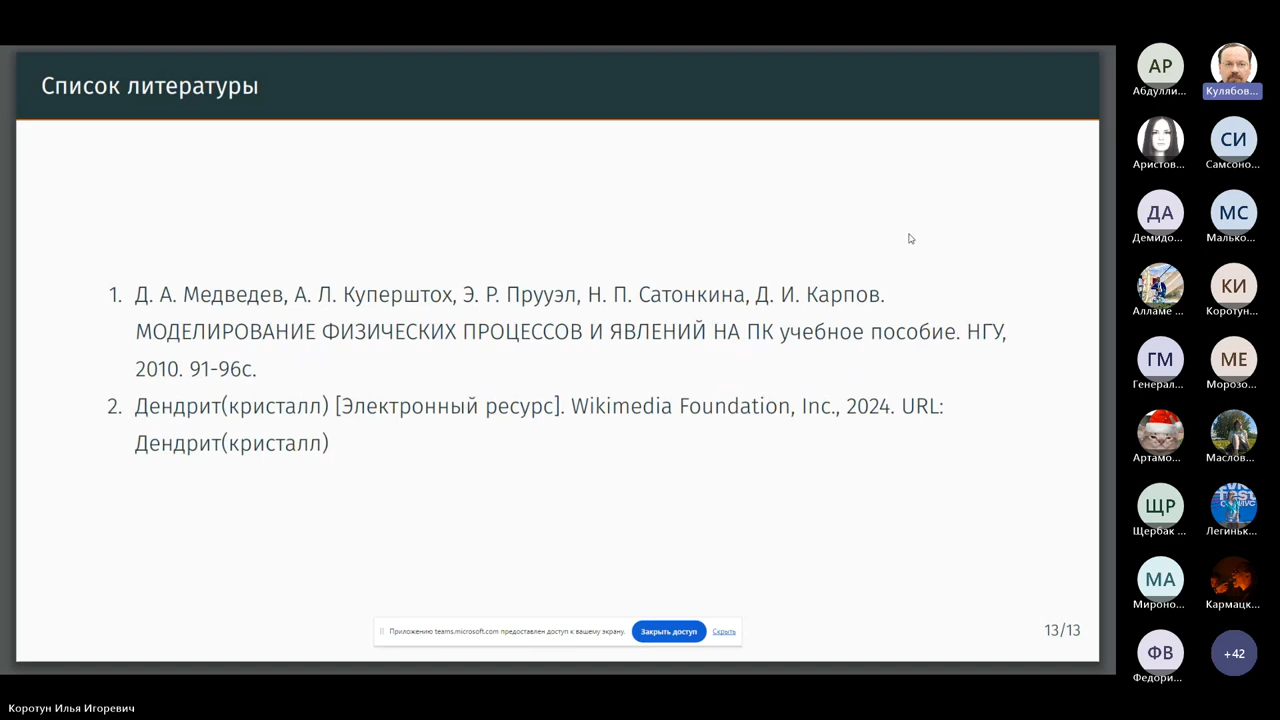 Список литературы
1. Д. А. Медведев, А. Л. Куперштох, Э. Р. Прууэл, Н. П. Сатонкина, Д. И. Карпов.
МОДЕЛИРОВАНИЕ ФИЗИЧЕСКИХ ПРОЦЕССОВ И ЯВЛЕНИЙ НА ПК учебное пособие. НГУ,
2010. 91-96с.
2. Дендрит(кристалл) [Электронный ресурс]. Wikimedia Foundation, Inc., 2024. URL:
Дендрит(кристалл)
Приложению teams.microsoft.com предоставлен доступ к вашему экрану. Закрыть доступ Скрыть
13/13
АР
Абдулли... Кулябов...
СИ
Аристов... Самсоно...
ДА МС
Демидо... Малько...
КИ
Алламе ... Коротун...
ГМ МЕ
Генерал... Морозо...
Артамо... Маслов...
ЩР
Щербак ... Легиньк...
МА
Мироно... Кармацк...
ФВ +42
Федори...
Коротун Илья Игоревич